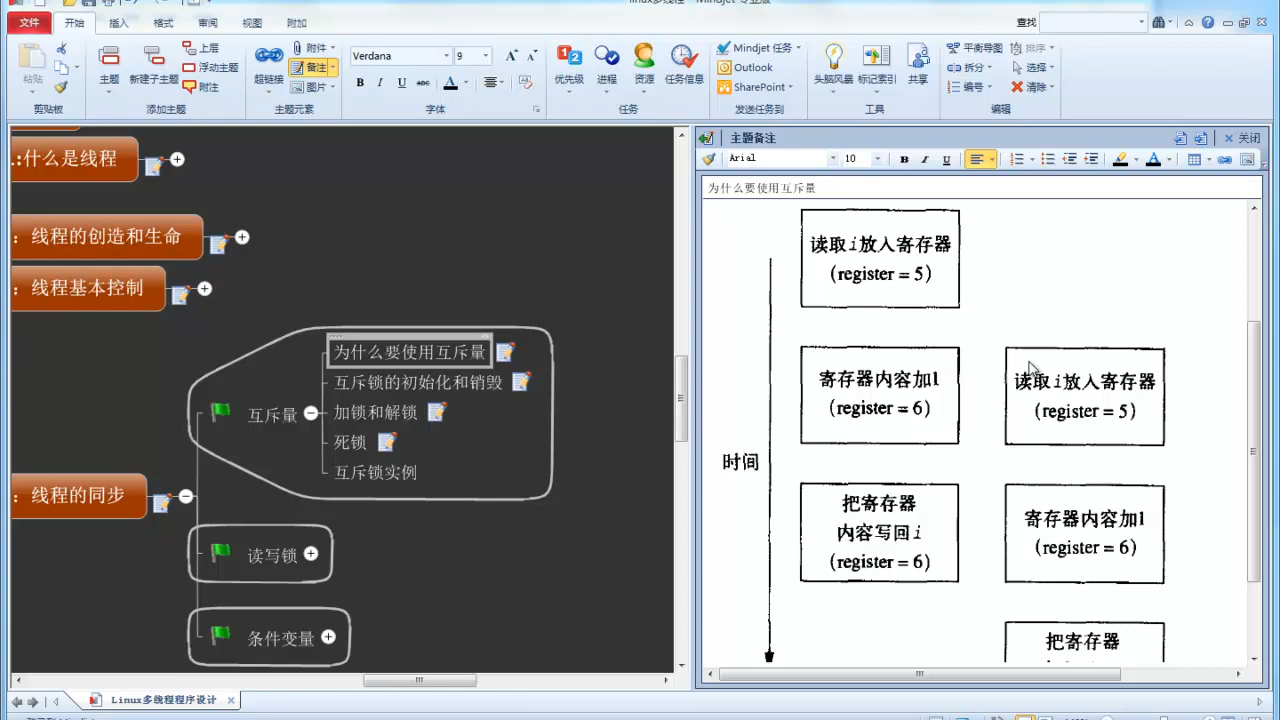 文件 开始 插入 格式 审阅 视图 附加 查找
粘贴
剪贴板
主题
新建子主题
上层
浮动主题
附注
添加主题
超链接
附件
备注
图片
主题元素
Verdana 9
B I U abc A
字体
优先级
进程
资源
任务信息
任务
Mindjet 任务
Outlook
SharePoint
发送任务到
头脑风暴
标记索引
共享
工具
平衡导图
拆分
编号
排序
选择
清除
编辑
.:什么是线程
：线程的创造和生命
：线程基本控制
：线程的同步
互斥量
为什么要使用互斥量
互斥锁的初始化和销毁
加锁和解锁
死锁
互斥锁实例
读写锁
条件变量
主题备注
关闭
Arial 10 B I U A
为什么要使用互斥量
读取i放入寄存器
(register = 5)
寄存器内容加1
(register = 6)
读取i放入寄存器
(register = 5)
时间
把寄存器
内容写回i
(register = 6)
寄存器内容加1
(register = 6)
把寄存器
Linux多线程程序设计